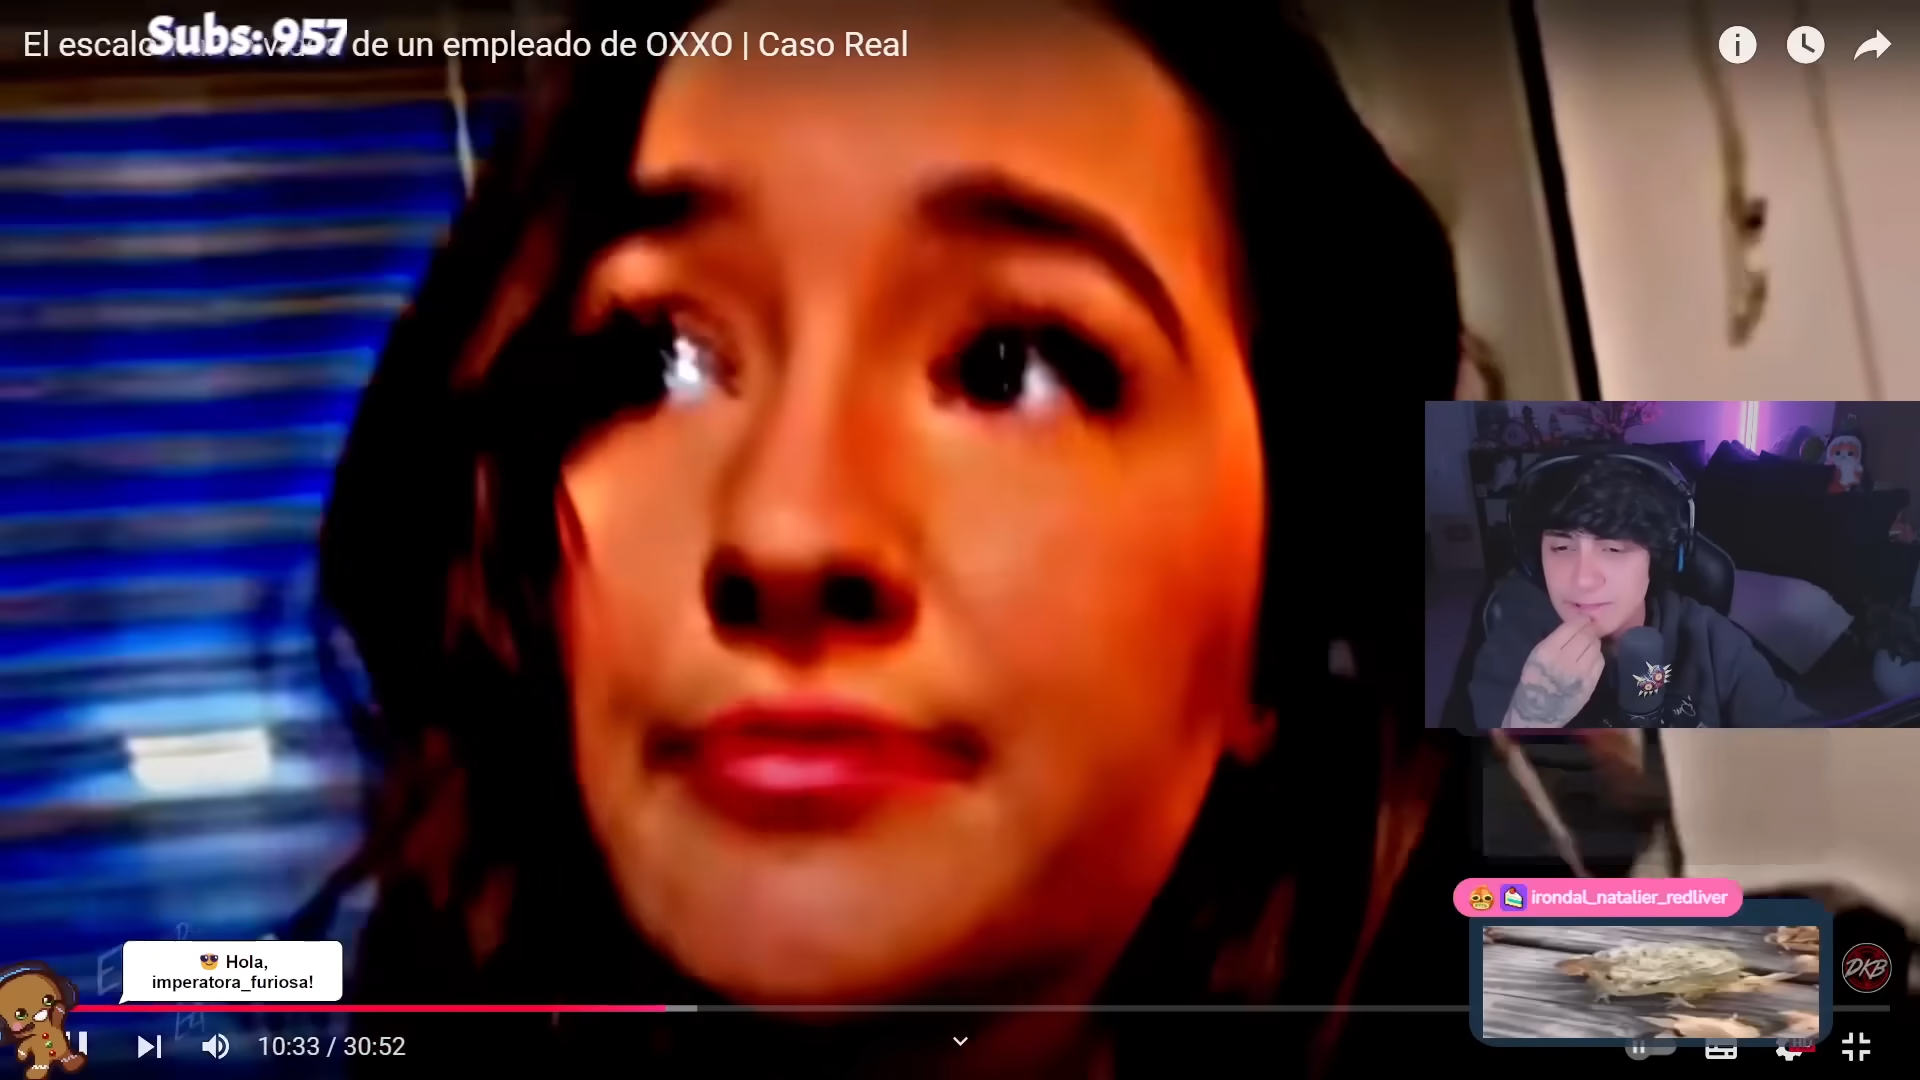 El escalo
de un empleado de OXXO | Caso Real
Subs: 957
irondal_natalier_redliver
Hola,
imperatora_furiosa!
DKB
10:33 / 30:52
HD